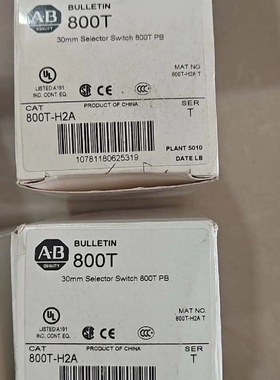 AB
QUALITY
BULLETIN
800T
30mm Selector Switch 800T PB
UL
LISTED A191
IND. CONT. EQ.
CE
CCC
MAT NO.
800T-H2A T
CAT
PRODUCT OF CHINA
SER
800T-H2A
T
PLANT 5010
10781180625319
DATE LB
AB
QUALITY
BULLETIN
800T
30mm Selector Switch 800T PB
UL
LISTED A191
IND. CONT. EQ.
CE
CCC
MAT NO.
800T-H2A T
CAT
PRODUCT OF CHINA
SER
800T-H2A
T